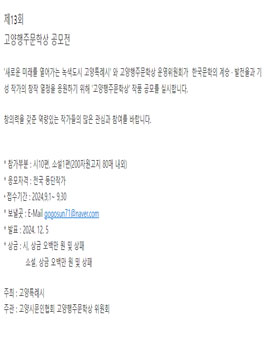 제13회
고양행주문학상 공모전
'새로운 미래를 열어가는 녹색도시 고양특례시' 와 고양행주문학상 운영위원회가 한국문학의 계승 · 발전을과 기
성 작가의 창작 열정을 응원하기 위해 '고양행주문학상' 작품 공모를 실시합니다.
창의력을 갖춘 역량있는 작가들의 많은 관심과 참여를 바랍니다.
* 참가부문 : 시10편, 소설1편(200자원고지 80매 내외)
* 응모자격 : 전국 등단작가
* 접수기간 : 2024.9.1~ 9.30
* 보낼곳 : E-Mail gogosun71@naver.com
* 발표 : 2024. 12. 5
* 상금 : 시, 상금 오백만 원 및 상패
소설, 상금 오백만 원 및 상패
주최 : 고양특례시
주관 : 고양시문인협회 고양행주문학상 위원회